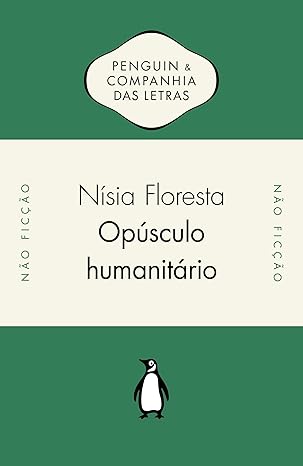 PENGUIN &
COMPANHIA
DAS LETRAS
NÃO FICÇÃO
Nísia Floresta
Opúsculo
humanitário
NÃO FICÇÃO